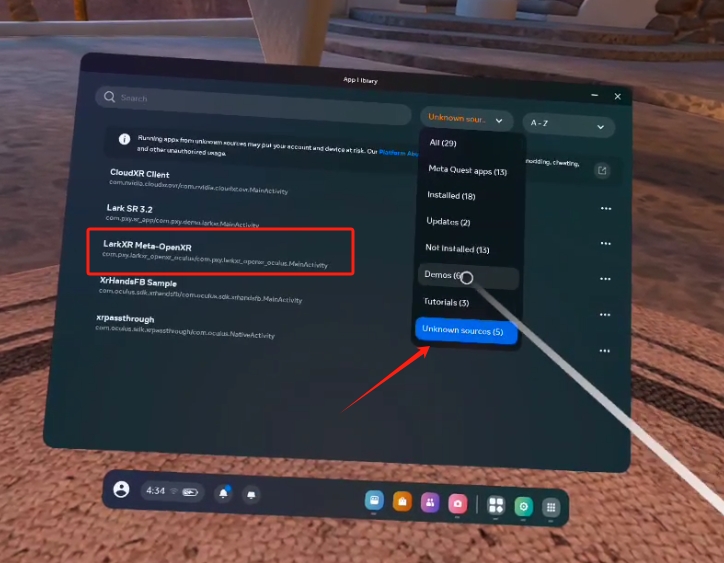 App Library
Search
Unknown sour..
A - Z
Running apps from unknown sources may put your account and device at risk. Our Platform Abu
and other unauthorized usage.
modding, cheating,
All (29)
Meta Quest apps (13)
Installed (18)
Updates (2)
Not Installed (13)
Demos (6)
Tutorials (3)
Unknown sources (5)
CloudXR Client
com.nvidia.cloudxr.ovr/com.nvidia.cloudxr.ovr.MainActivity
Lark SR 3.2
com.pxy.xr_app/com.pxy.demo.larkxr.MainActivity
LarkXR Meta-OpenXR
com.pxy.larkxr_openxr_oculus/com.pxy.larkxr_openxr_oculus.MainActivity
XrHandsFB Sample
com.oculus.sdk.xrhandsfb/com.oculus.sdk.xrhandsfb.MainActivity
xrpassthrough
com.oculus.sdk.xrpassthrough/com.oculus.NativeActivity
4:34